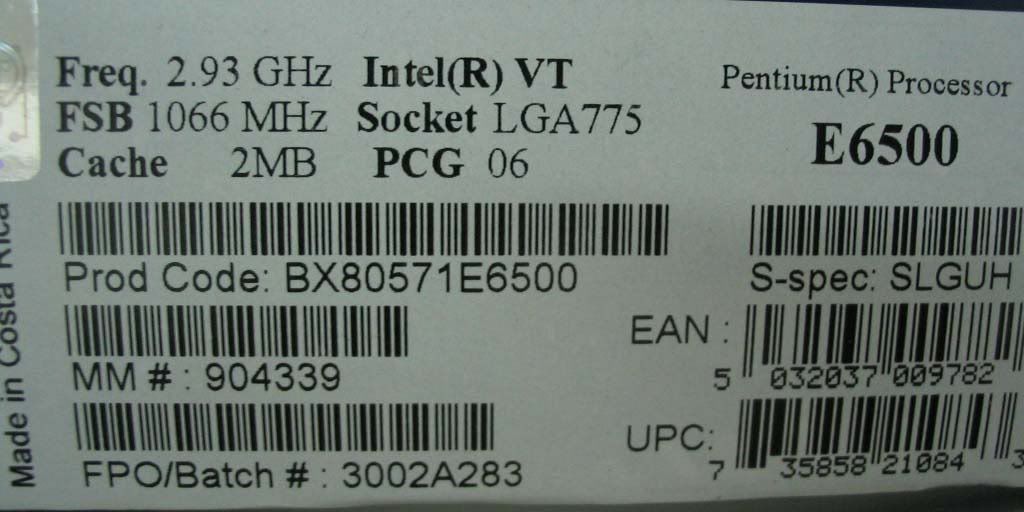 Freq. 2.93 GHz Intel(R) VT
FSB 1066 MHz Socket LGA775
Cache 2MB PCG 06
Pentium(R) Processor
E6500
Prod Code: BX80571E6500
S-spec: SLGUH
MM # : 904339
EAN :
5 032037 009782
FPO/Batch # : 3002A283
UPC:
7 35858 21084 3
Made in Costa Rica